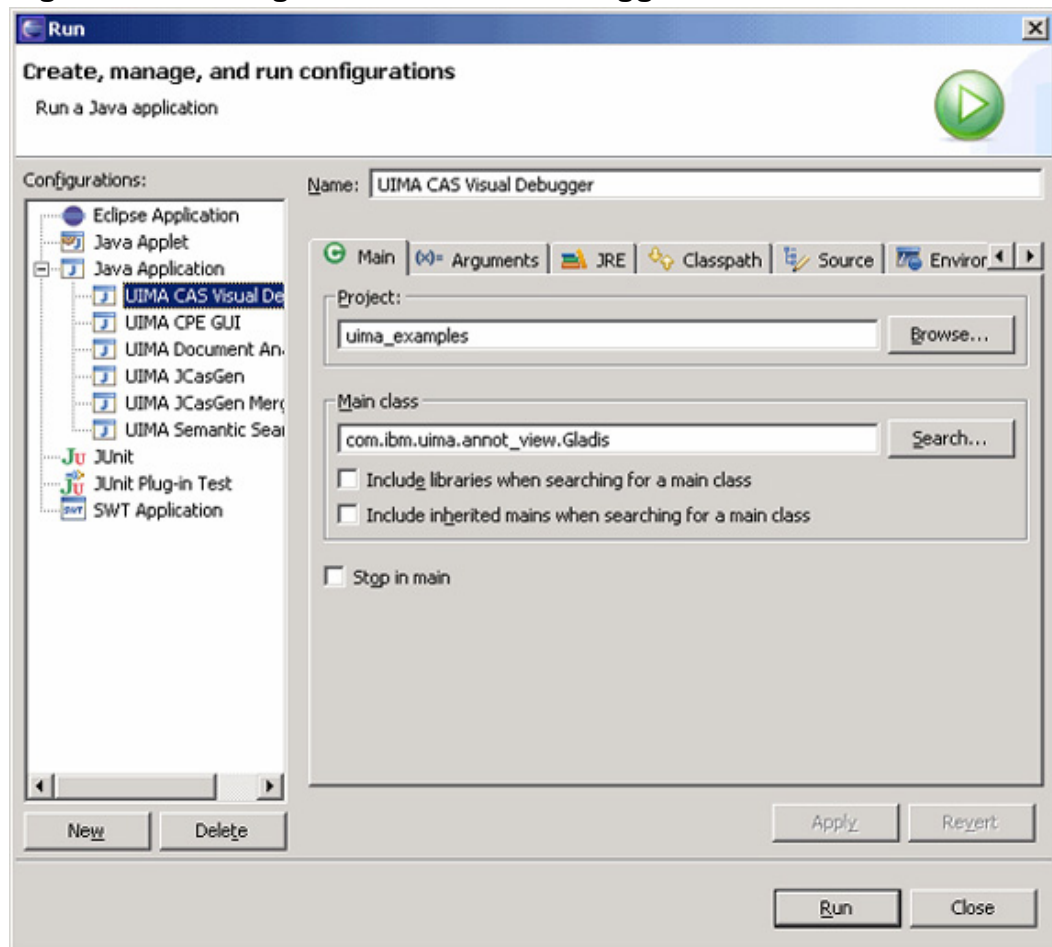 Run
Create, manage, and run configurations
Run a Java application
Configurations:
Eclipse Application
Java Applet
Java Application
UIMA CAS Visual De
UIMA CPE GUI
UIMA Document An
UIMA JCasGen
UIMA JCasGen Merg
UIMA Semantic Sear
JUnit
JUnit Plug-in Test
SWT Application
New Delete
Name: UIMA CAS Visual Debugger
Main (x)= Arguments JRE Classpath Source Environ
Project:
uima_examples Browse...
Main class
com.ibm.uima.annot_view.Gladis Search...
Include libraries when searching for a main class
Include inherited mains when searching for a main class
Stop in main
Apply Revert
Run Close